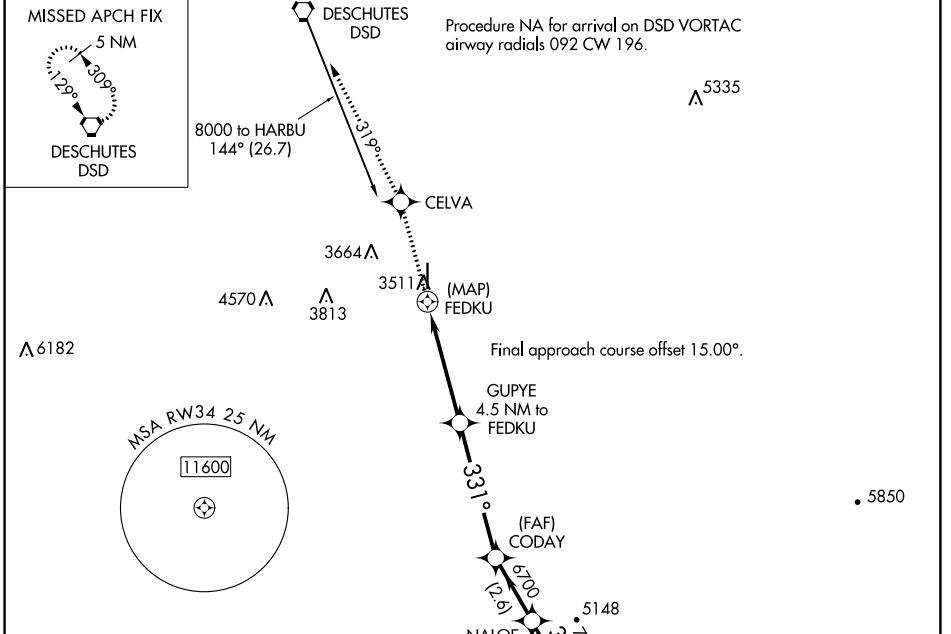 MISSED APCH FIX
5 NM
309°
129°
DESCHUTES
DSD
DESCHUTES
DSD
Procedure NA for arrival on DSD VORTAC
airway radials 092 CW 196.
5335
8000 to HARBU
144° (26.7)
319°
CELVA
3664
3511
(MAP)
FEDKU
4570
3813
6182
Final approach course offset 15.00°.
GUPYE
4.5 NM to
FEDKU
MSA RW34 25 NM
11600
331°
5850
(FAF)
CODAY
6700
(2.6)
5148